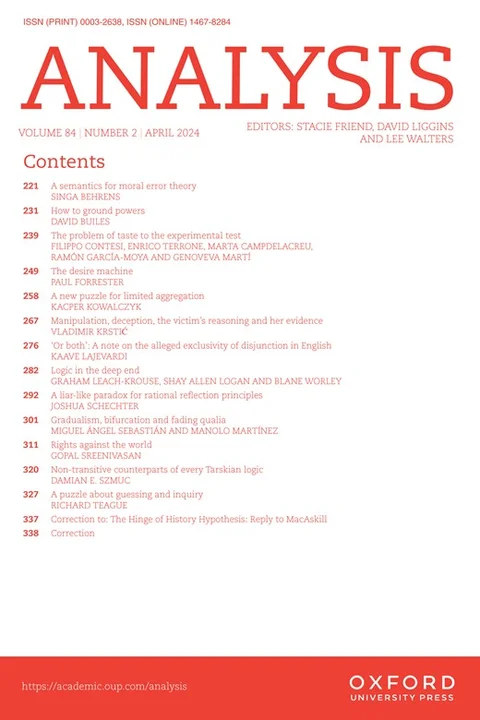 ISSN (PRINT) 0003-2638, ISSN (ONLINE) 1467-8284
ANALYSIS
VOLUME 84 | NUMBER 2 | APRIL 2024
EDITORS: STACIE FRIEND, DAVID LIGGINS
AND LEE WALTERS
Contents
221 A semantics for moral error theory
SINGA BEHRENS
231 How to ground powers
DAVID BUILES
239 The problem of taste to the experimental test
FILIPPO CONTESI, ENRICO TERRONE, MARTA CAMPDELACREU,
RAMÓN GARCÍA-MOYA AND GENOVEVA MARTÍ
249 The desire machine
PAUL FORRESTER
258 A new puzzle for limited aggregation
KACPER KOWALCZYK
267 Manipulation, deception, the victim's reasoning and her evidence
VLADIMIR KRSTIĆ
276 'Or both': A note on the alleged exclusivity of disjunction in English
KAAVE LAJEVARDI
282 Logic in the deep end
GRAHAM LEACH-KROUSE, SHAY ALLEN LOGAN AND BLANE WORLEY
292 A liar-like paradox for rational reflection principles
JOSHUA SCHECHTER
301 Gradualism, bifurcation and fading qualia
MIGUEL ÁNGEL SEBASTIÁN AND MANOLO MARTÍNEZ
311 Rights against the world
GOPAL SREENIVASAN
320 Non-transitive counterparts of every Tarskian logic
DAMIAN E. SZMUC
327 A puzzle about guessing and inquiry
RICHARD TEAGUE
337 Correction to: The Hinge of History Hypothesis: Reply to MacAskill
338 Correction
https://academic.oup.com/analysis
OXFORD
UNIVERSITY PRESS